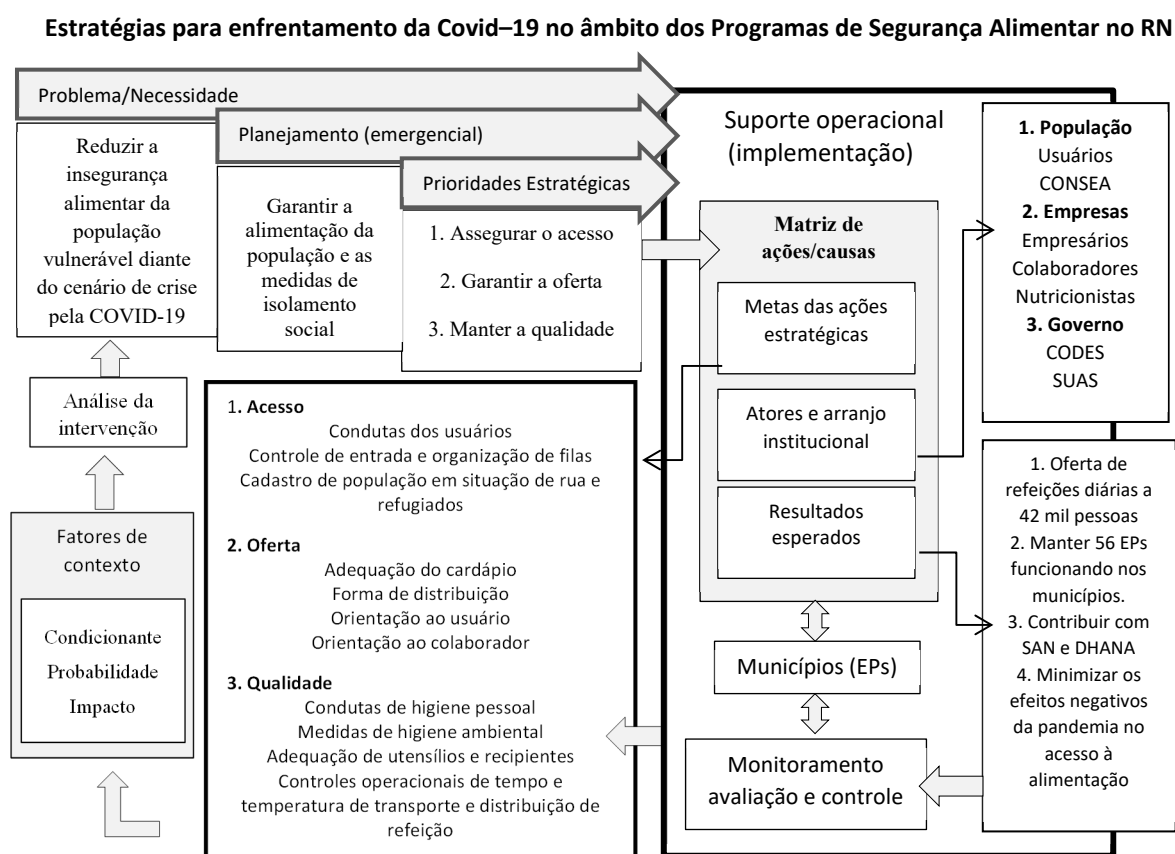 Estratégias para enfrentamento da Covid–19 no âmbito dos Programas de Segurança Alimentar no RN
Problema/Necessidade
Reduzir a
insegurança
alimentar da
população
vulnerável diante
do cenário de crise
pela COVID-19
Planejamento (emergencial)
Garantir a
alimentação da
população e as
medidas de
isolamento
social
Prioridades Estratégicas
1. Assegurar o acesso
2. Garantir a oferta
3. Manter a qualidade
Análise da
intervenção
Fatores de
contexto
Condicionante
Probabilidade
Impacto
1. Acesso
Condutas dos usuários
Controle de entrada e organização de filas
Cadastro de população em situação de rua e
refugiados
2. Oferta
Adequação do cardápio
Forma de distribuição
Orientação ao usuário
Orientação ao colaborador
3. Qualidade
Condutas de higiene pessoal
Medidas de higiene ambiental
Adequação de utensílios e recipientes
Controles operacionais de tempo e
temperatura de transporte e distribuição de
refeição
Suporte operacional
(implementação)
Matriz de
ações/causas
Metas das ações
estratégicas
Atores e arranjo
institucional
Resultados
esperados
Municípios (EPs)
Monitoramento
avaliação e controle
1. População
Usuários
CONSEA
2. Empresas
Empresários
Colaboradores
Nutricionistas
3. Governo
CODES
SUAS
1. Oferta de
refeições diárias a
42 mil pessoas
2. Manter 56 EPs
funcionando nos
municípios.
3. Contribuir com
SAN e DHANA
4. Minimizar os
efeitos negativos
da pandemia no
acesso à
alimentação